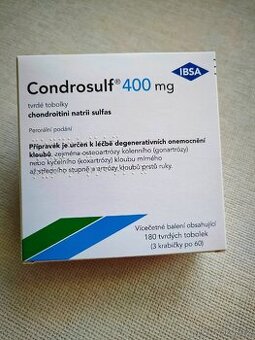 IBSA
Condrosulf® 400 mg
tvrdé tobolky
chondroitini natrii sulfas
Perorální podání
Přípravek je určen k léčbě degenerativních onemocnění
kloubů, zejména osteoartrózy kolenního (gonartrózy)
nebo kyčelního (koxartrózy) kloubu mírného
až středního stupně a artrózy kloubů prstů ruky.
Vícečetné balení obsahující
180 tvrdých tobolek
(3 krabičky po 60)